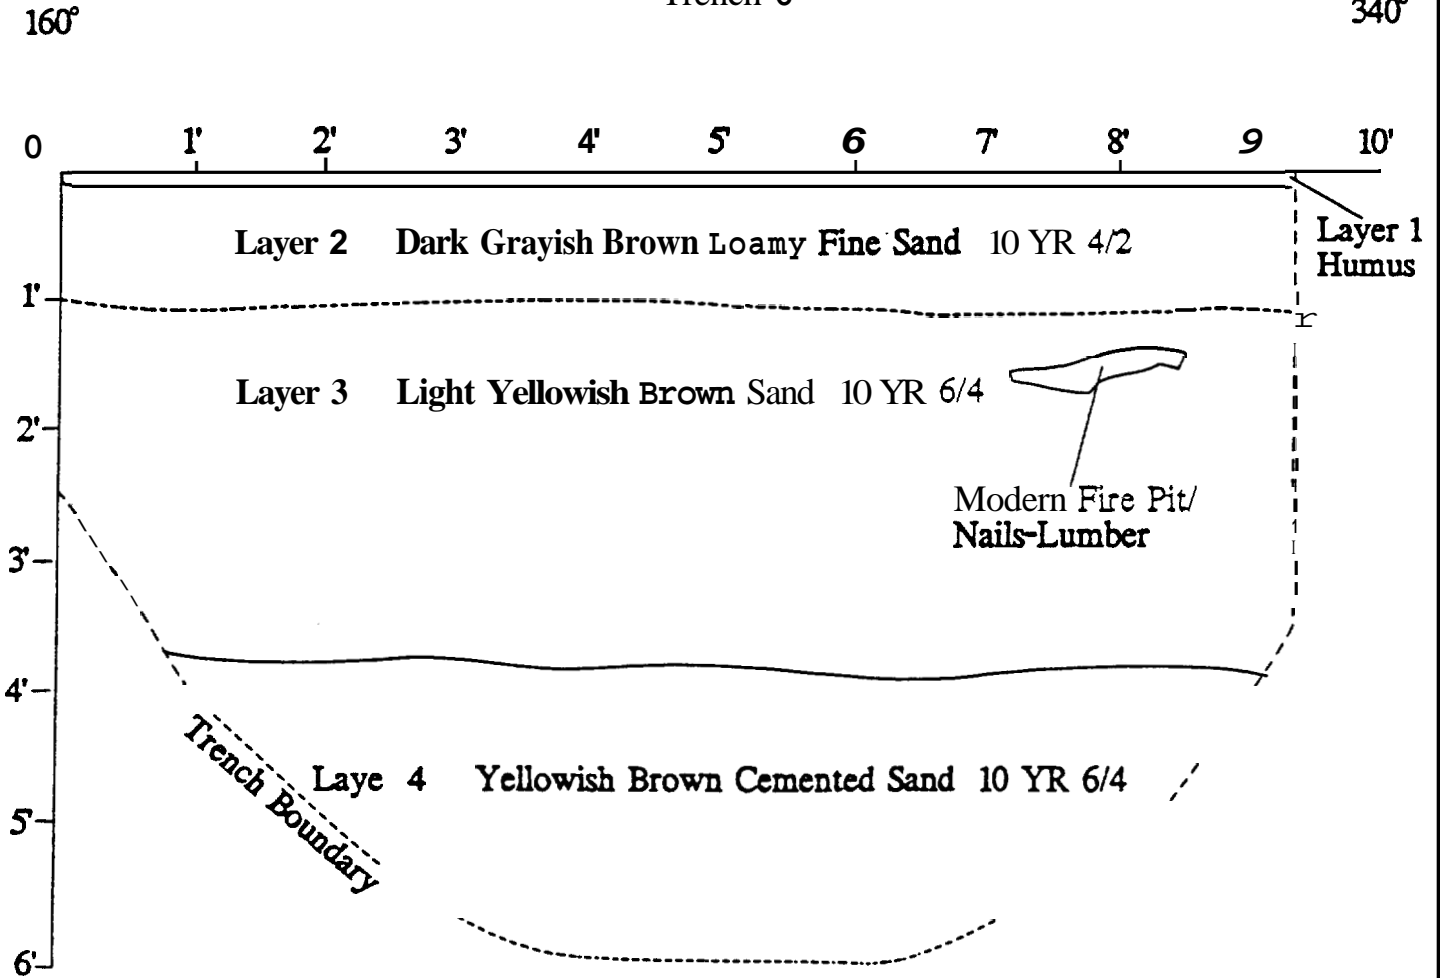 160° 340°
0 1' 2' 3' 4' 5' 6 7' 8' 9 10'
Layer 1
Humus
Layer 2 Dark Grayish Brown Loamy Fine Sand 10 YR 4/2
1'
Layer 3 Light Yellowish Brown Sand 10 YR 6/4
2'
Modern Fire Pit/
Nails-Lumber
3'
4'
Trench Boundary
Laye 4 Yellowish Brown Cemented Sand 10 YR 6/4
5'
6'